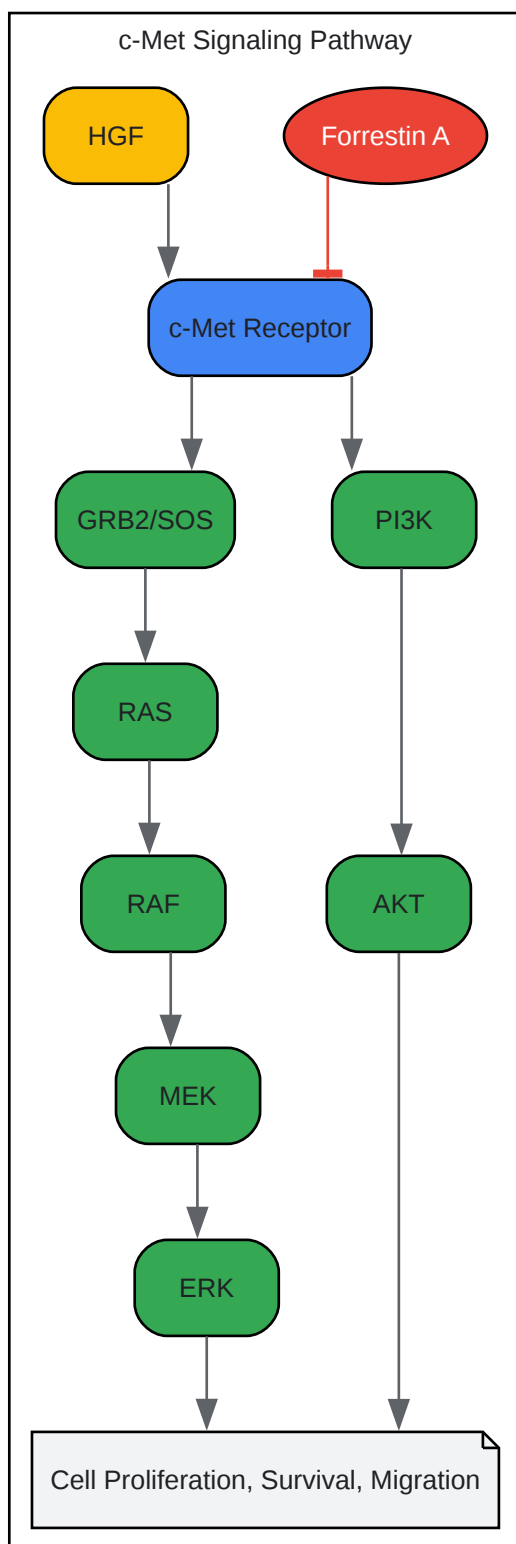 c-Met Signaling Pathway
HGF
Forrestin A
c-Met Receptor
GRB2/SOS
PI3K
RAS
RAF
AKT
MEK
ERK
Cell Proliferation, Survival, Migration